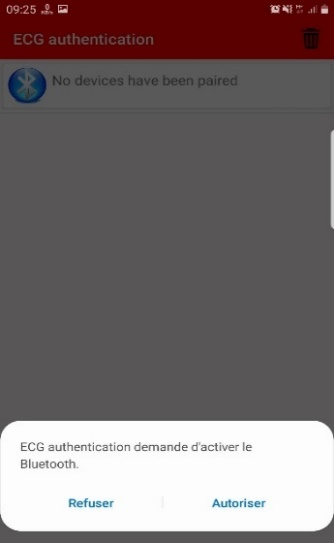 09:25
ECG authentication
No devices have been paired
ECG authentication demande d'activer le
Bluetooth.
Refuser
Autoriser